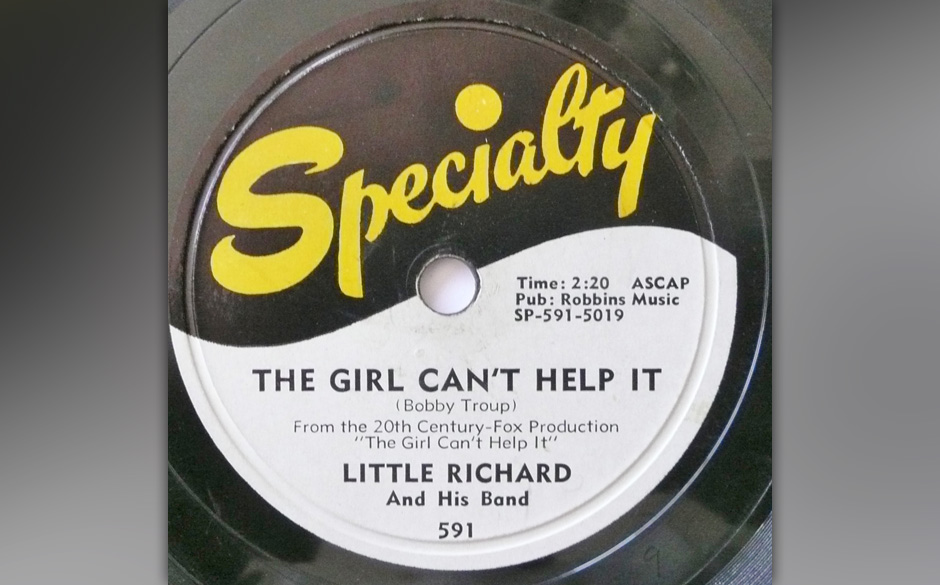 Specialty
Time: 2:20 ASCAP
Pub: Robbins Music
SP-591-5019
THE GIRL CAN'T HELP IT
(Bobby Troup)
From the 20th Century-Fox Production
"The Girl Can't Help It"
LITTLE RICHARD
And His Band
591
9